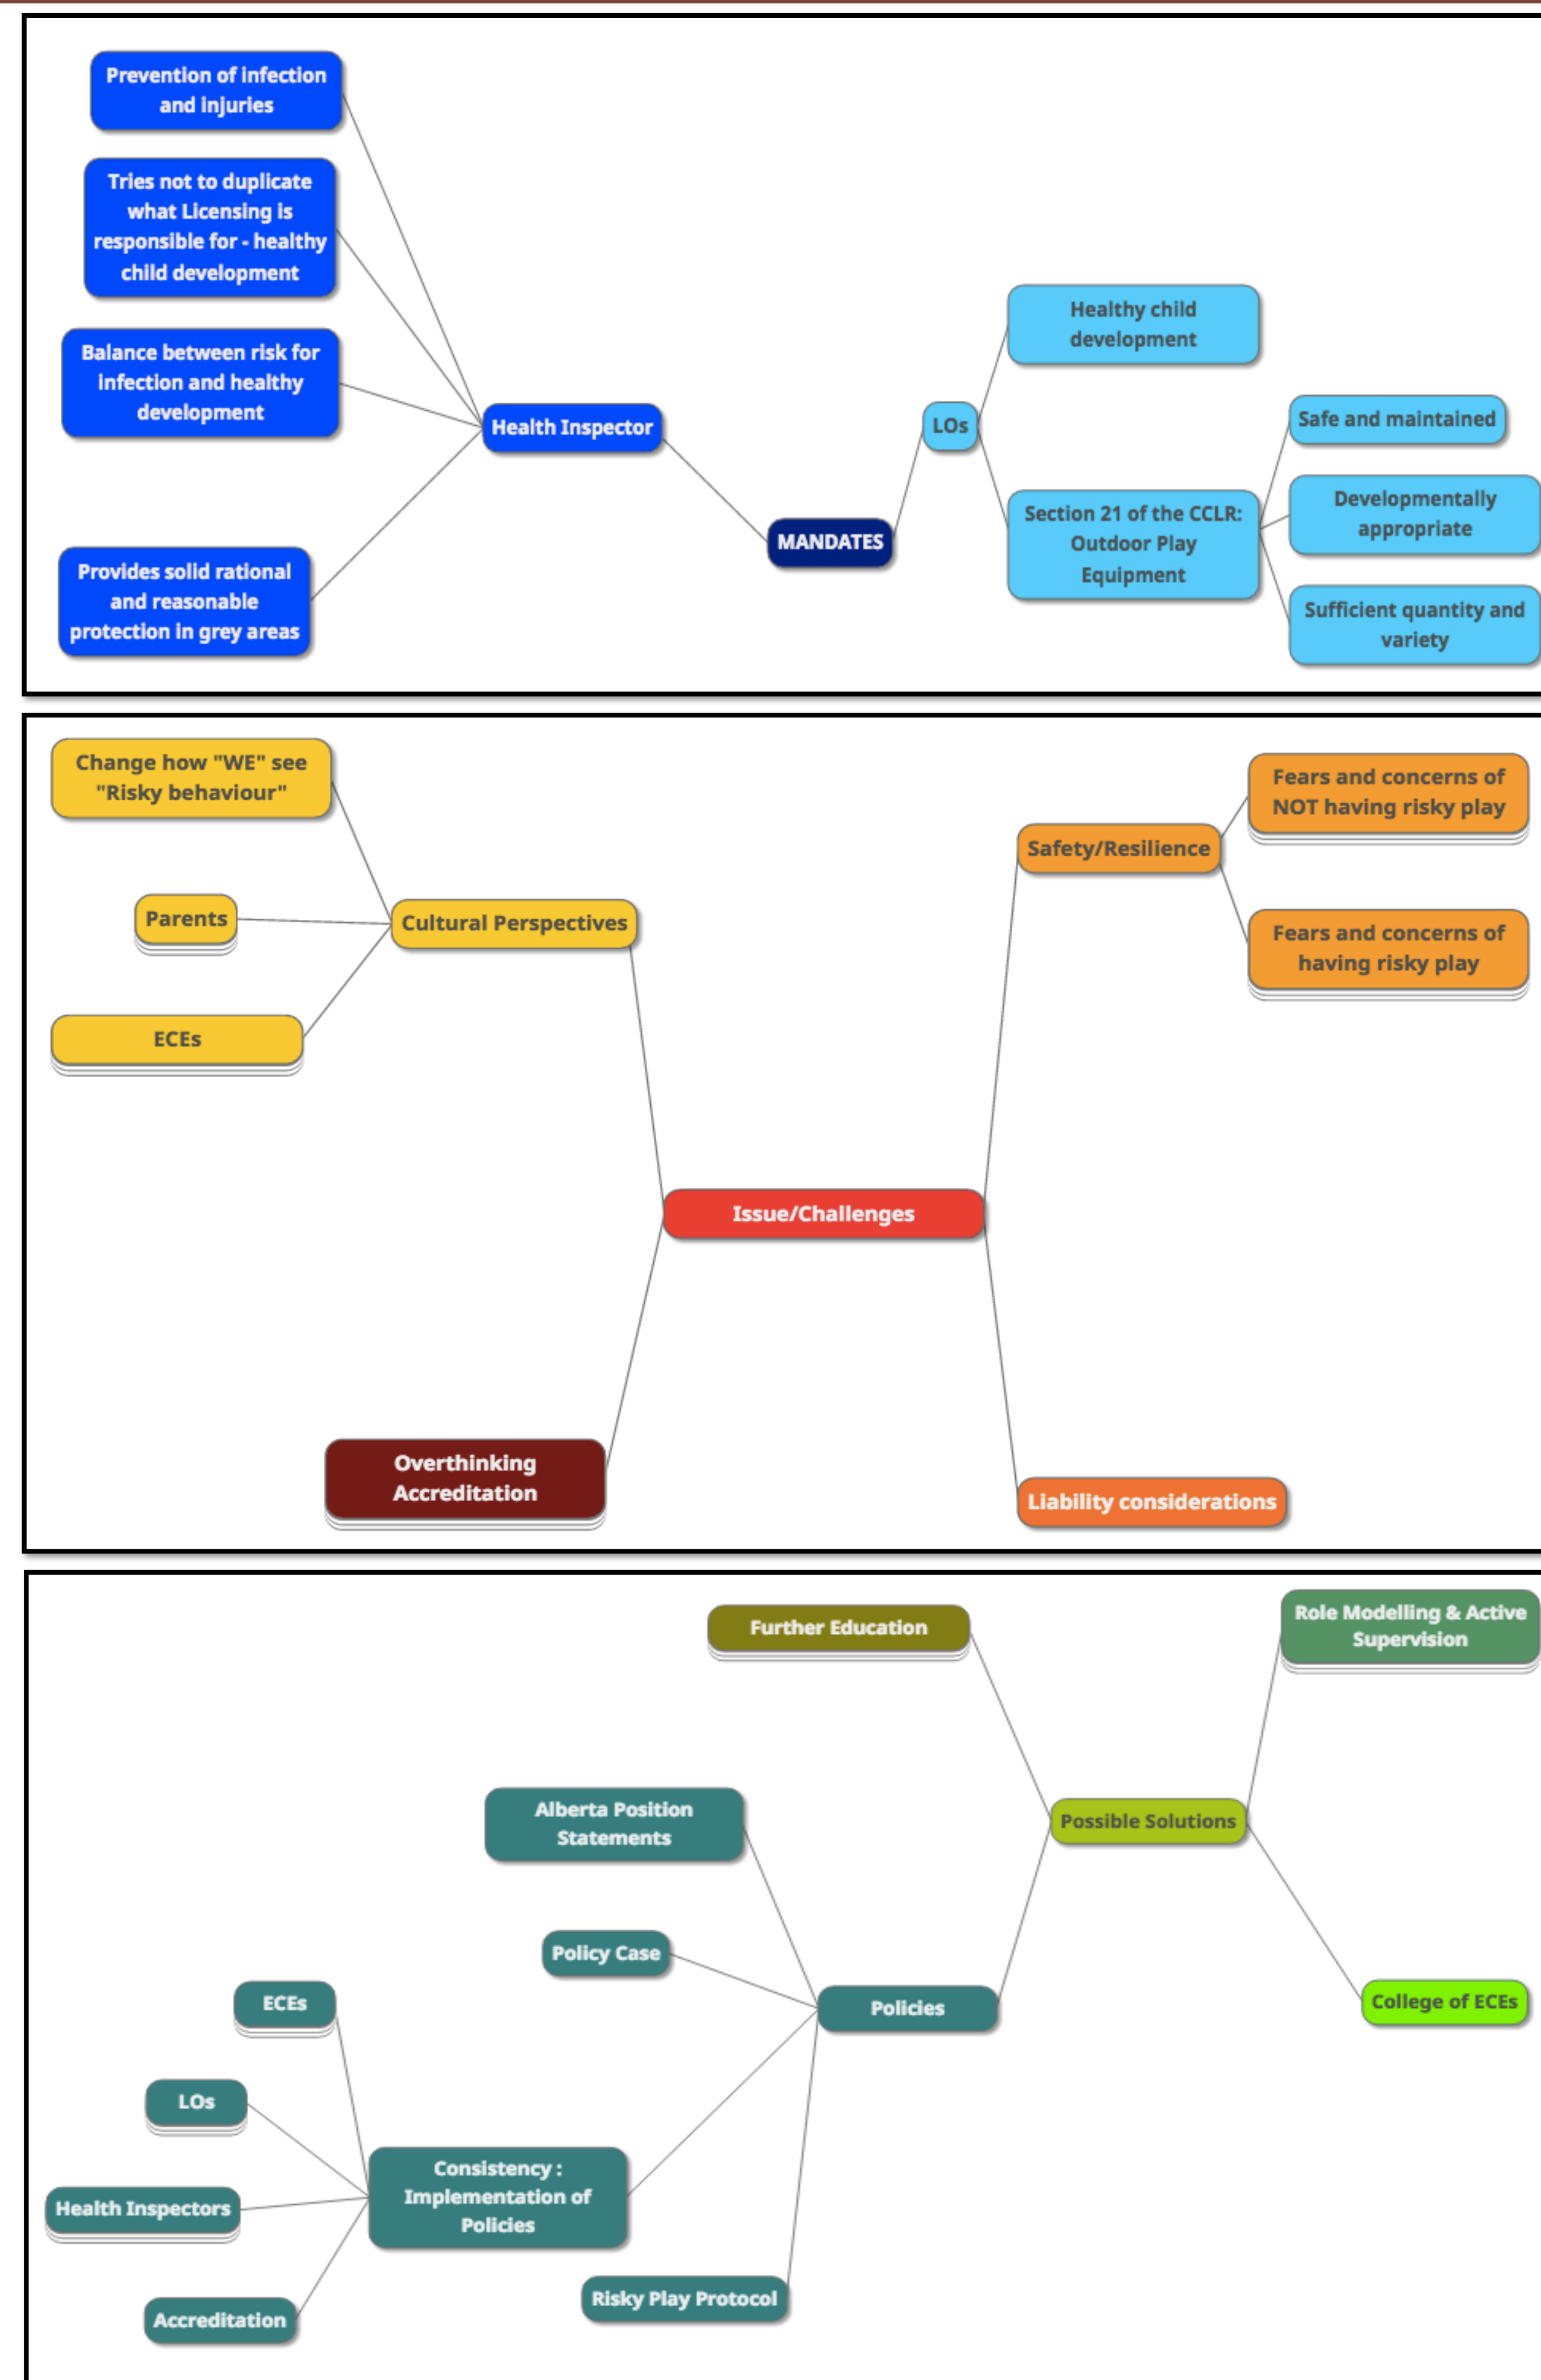 Prevention of infection
and injuries
Tries not to duplicate
what Licensing is
responsible for - healthy
child development
Balance between risk for
infection and healthy
development
Provides solid rational
and reasonable
protection in grey areas
Health Inspector
MANDATES
LOs
Healthy child
development
Section 21 of the CCLR:
Outdoor Play
Equipment
Safe and maintained
Developmentally
appropriate
Sufficient quantity and
variety
Change how "WE" see
"Risky behaviour"
Parents
ECEs
Cultural Perspectives
Safety/Resilience
Fears and concerns of
NOT having risky play
Fears and concerns of
having risky play
Issue/Challenges
Overthinking
Accreditation
Liability considerations
Further Education
Role Modelling & Active
Supervision
Possible Solutions
College of ECEs
Alberta Position
Statements
Policy Case
Policies
ECEs
LOs
Health Inspectors
Accreditation
Consistency :
Implementation of
Policies
Risky Play Protocol